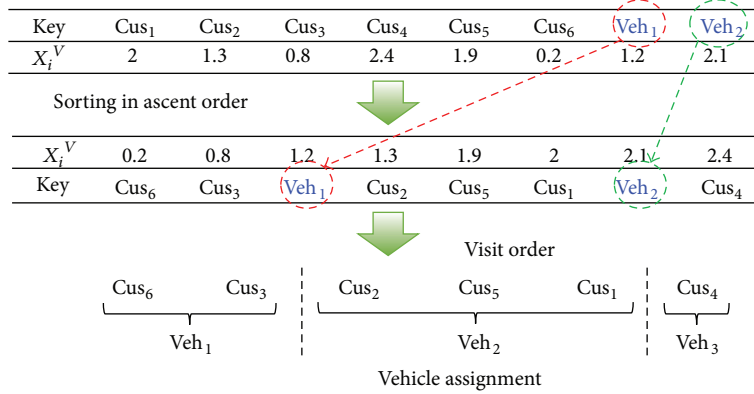 Key Cus₁ Cus₂ Cus₃ Cus₄ Cus₅ Cus₆ Veh₁ Veh₂
Xᵢⱽ 2 1.3 0.8 2.4 1.9 0.2 1.2 2.1
Sorting in ascent order
Xᵢⱽ 0.2 0.8 1.2 1.3 1.9 2 2.1 2.4
Key Cus₆ Cus₃ Veh₁ Cus₂ Cus₅ Cus₁ Veh₂ Cus₄
Visit order
Cus₆ Cus₃ Cus₂ Cus₅ Cus₁ Cus₄
Veh₁ Veh₂ Veh₃
Vehicle assignment